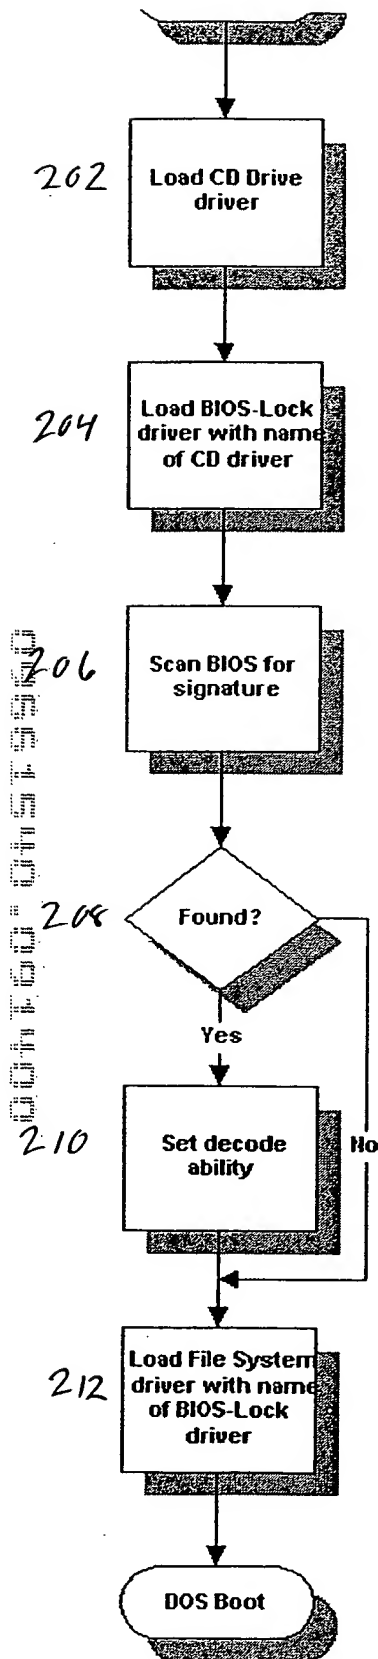 202
Load CD Drive
driver
204
Load BIOS-Lock
driver with name
of CD driver
206
Scan BIOS for
signature
208
Found?
Yes
No
210
Set decode
ability
212
Load File System
driver with name
of BIOS-Lock
driver
DOS Boot